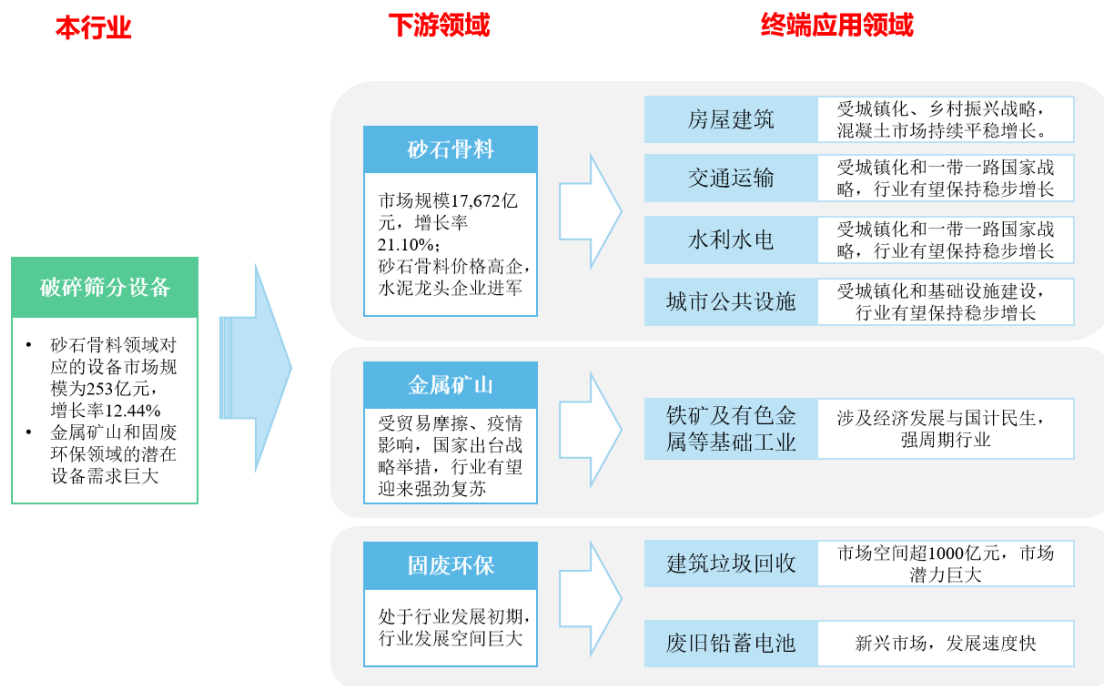 本行业
下游领域
终端应用领域
破碎筛分设备
• 砂石骨料领域对
应的设备市场规
模为253亿元，
增长率12.44%
• 金属矿山和固废
环保领域的潜在
设备需求巨大
砂石骨料
市场规模17,672亿
元，增长率
21.10%；
砂石骨料价格高企，
水泥龙头企业进军
房屋建筑
受城镇化、乡村振兴战略，
混凝土市场持续平稳增长。
交通运输
受城镇化和一带一路国家战
略，行业有望保持稳步增长
水利水电
受城镇化和一带一路国家战
略，行业有望保持稳步增长
城市公共设施
受城镇化和基础设施建设，
行业有望保持稳步增长
金属矿山
受贸易摩擦、疫情
影响，国家出台战
略举措，行业有望
迎来强劲复苏
铁矿及有色金
属等基础工业
涉及经济发展与国计民生，
强周期行业
固废环保
处于行业发展初期，
行业发展空间巨大
建筑垃圾回收
市场空间超1000亿元，市场
潜力巨大
废旧铅蓄电池
新兴市场，发展速度快